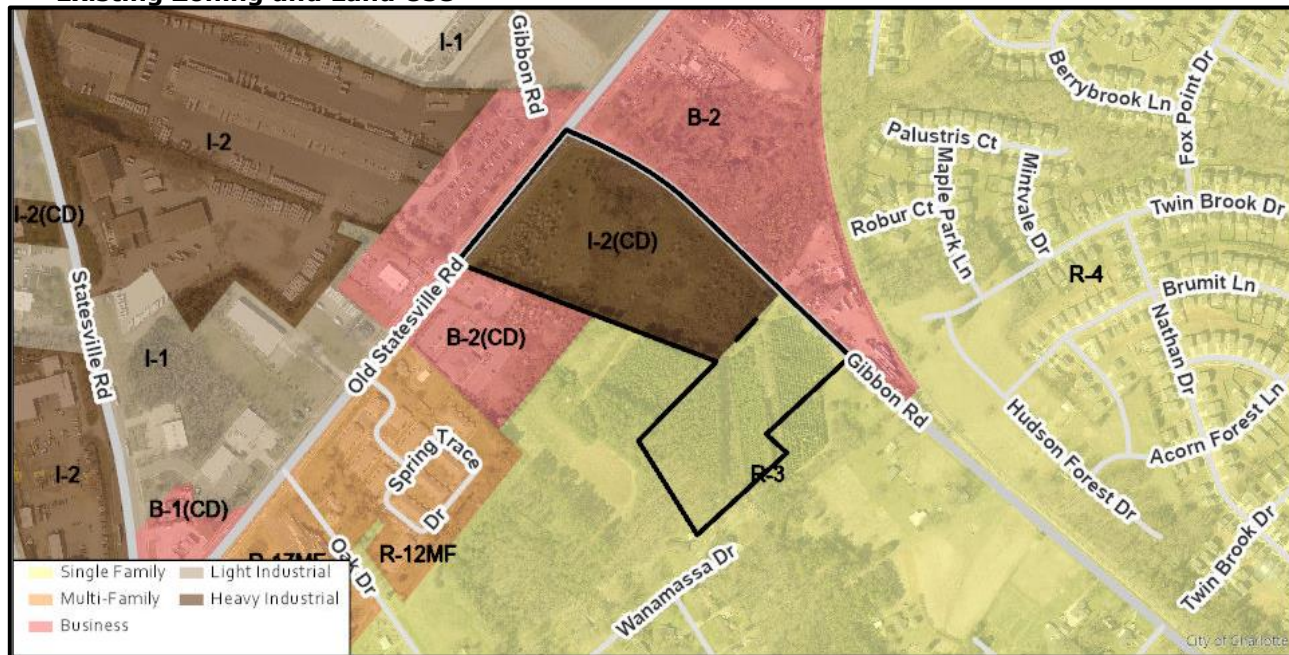 Existing Zoning and Land Use
I-1
Gibbon Rd
B-2
Berrybrook Ln
Fox Point Dr
I-2
Palustris Ct
Maple Park Ln
Mintvale Dr
I-2(CD)
Robur Ct
Twin Brook Dr
I-2(CD)
Statesville Rd
R-4
Brumit Ln
Old Statesville Rd
B-2(CD)
I-1
Gibbon Rd
Nathan Dr
Hudson Forest Dr
Acorn Forest Ln
Spring Trace Dr
I-2
R-3
B-1(CD)
R-17MF
Oak Dr
R-12MF
Wanamassa Dr
Twin Brook Dr
Single Family
Light Industrial
Multi-Family
Heavy Industrial
Business
City of Charlotte